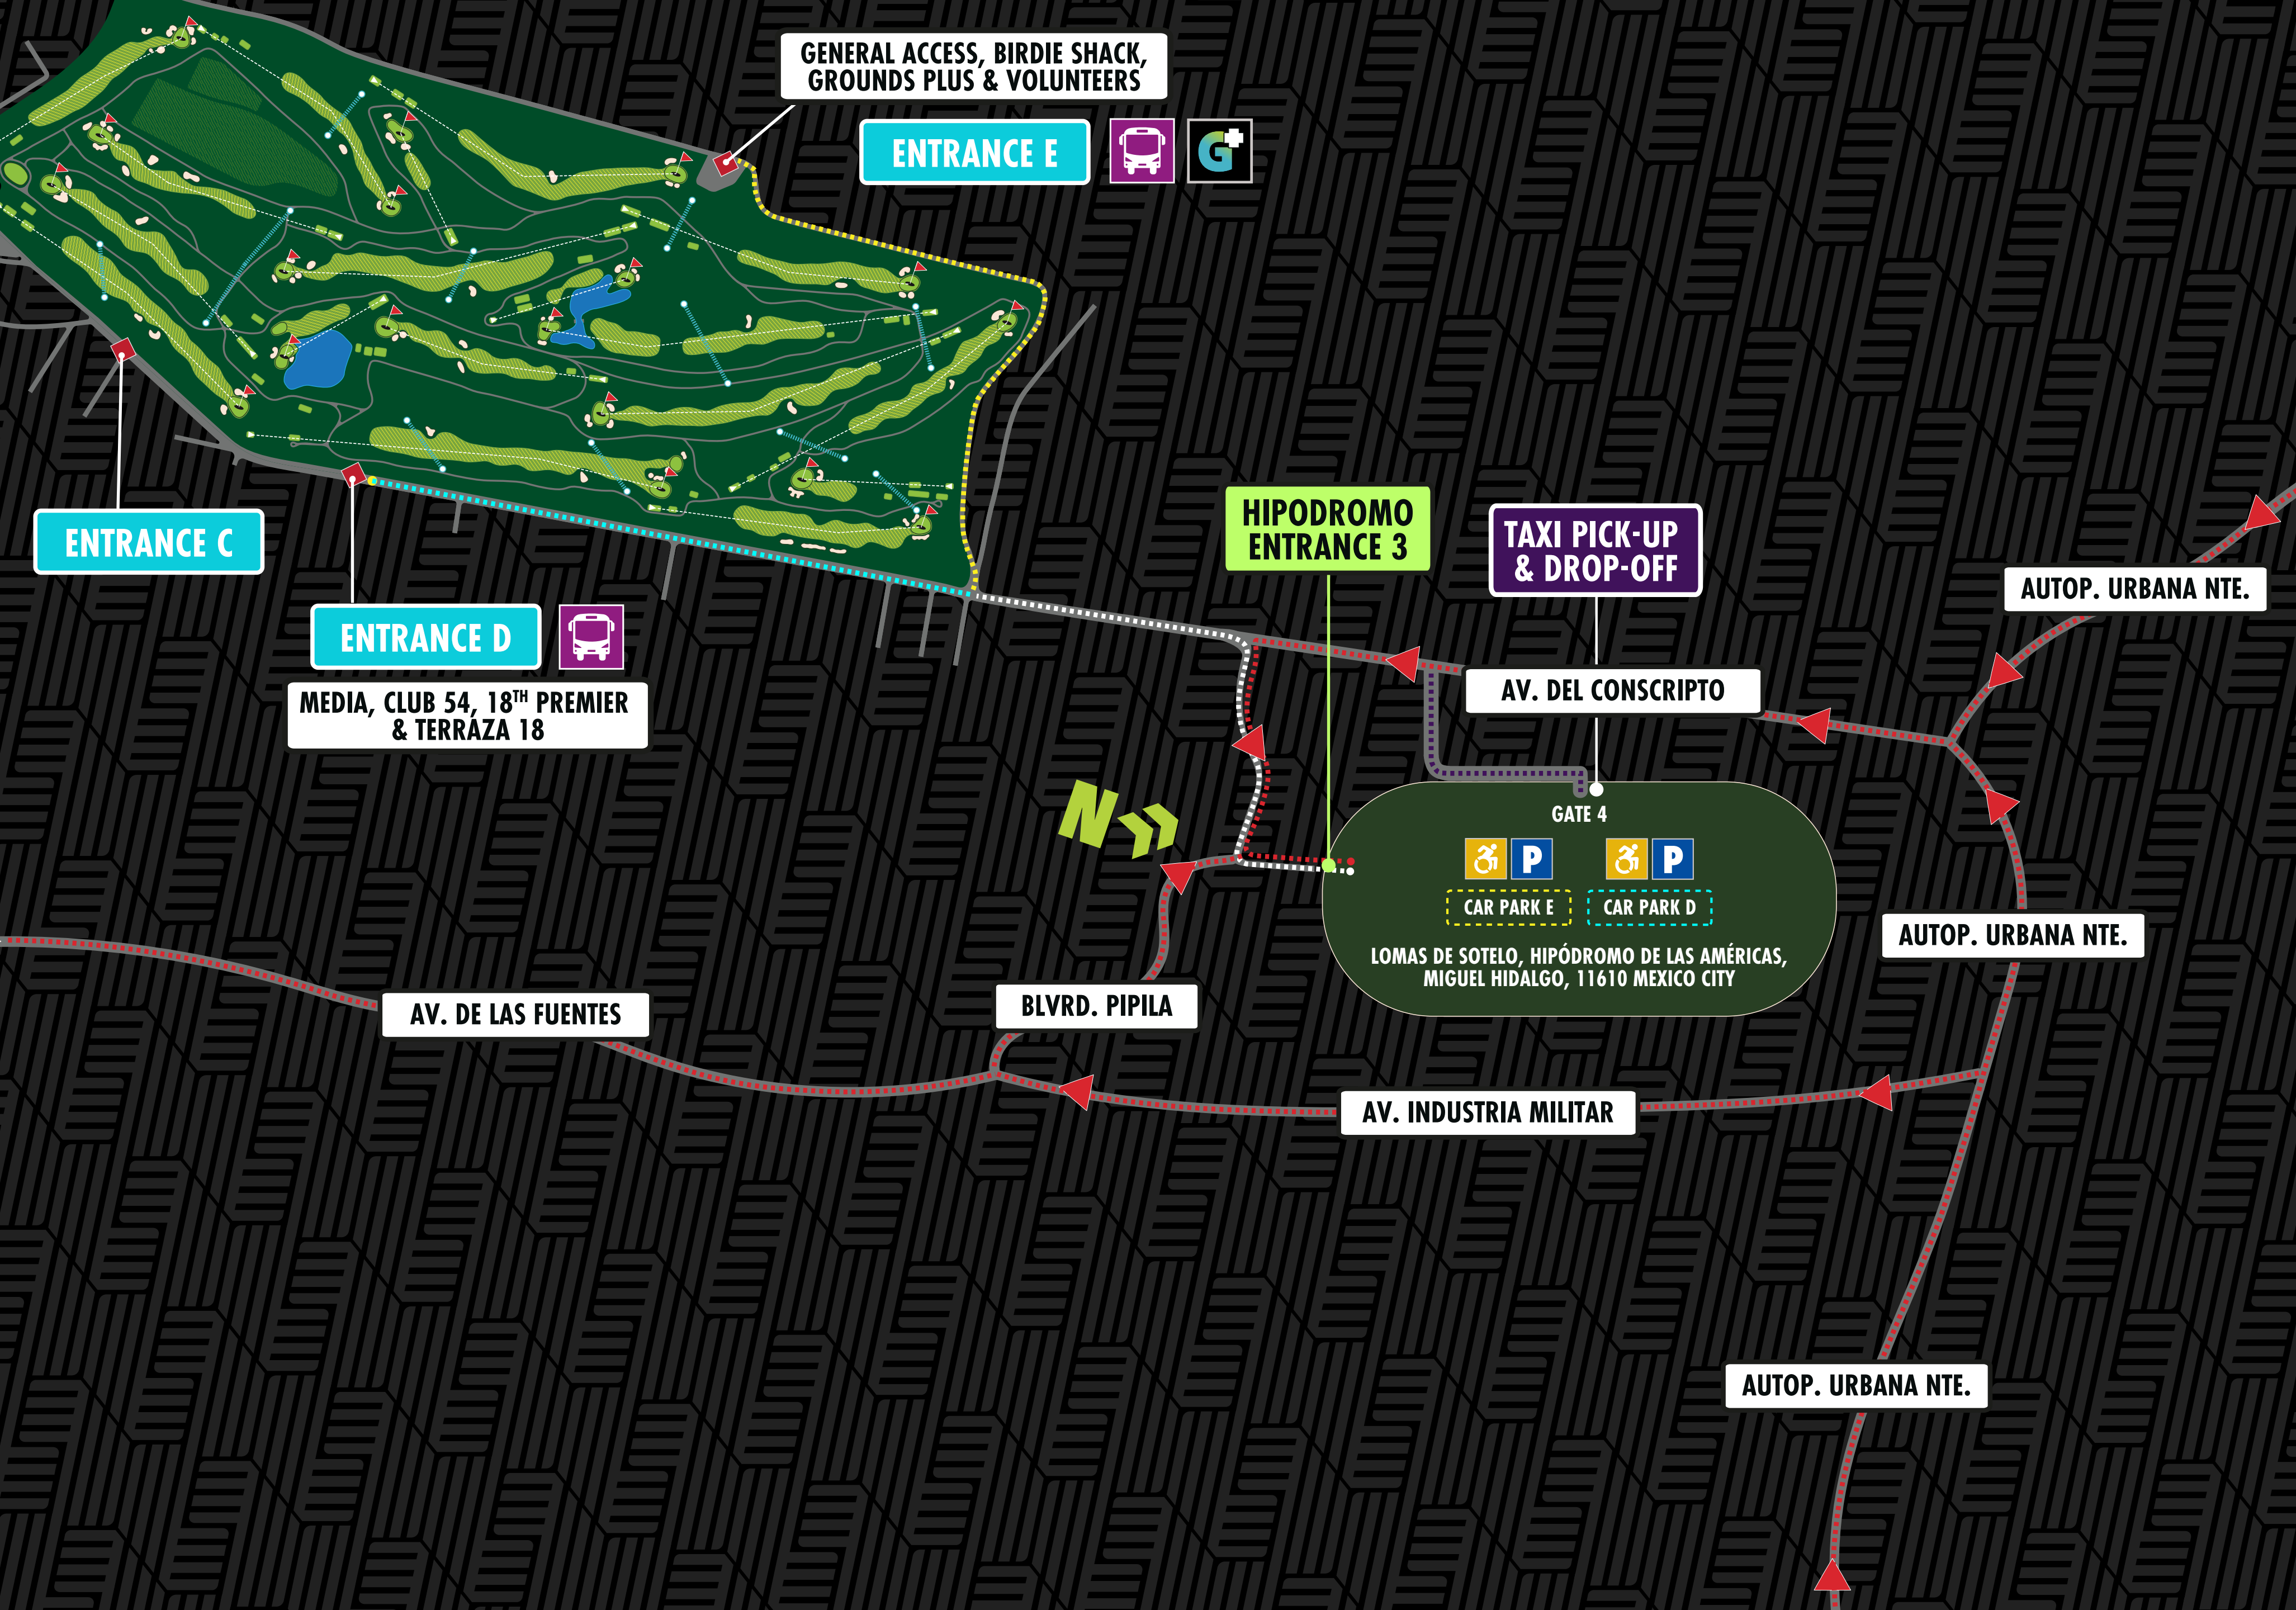 GENERAL ACCESS, BIRDIE SHACK,
GROUNDS PLUS & VOLUNTEERS
ENTRANCE E
G+
ENTRANCE C
ENTRANCE D
MEDIA, CLUB 54, 18TH PREMIER
& TERRÁZA 18
HIPODROMO
ENTRANCE 3
TAXI PICK-UP
& DROP-OFF
AUTOP. URBANA NTE.
AV. DEL CONSCRIPTO
N
GATE 4
P
P
CAR PARK E
CAR PARK D
LOMAS DE SOTELO, HIPÓDROMO DE LAS AMÉRICAS,
MIGUEL HIDALGO, 11610 MEXICO CITY
AUTOP. URBANA NTE.
AV. DE LAS FUENTES
BLVRD. PIPILA
AV. INDUSTRIA MILITAR
AUTOP. URBANA NTE.